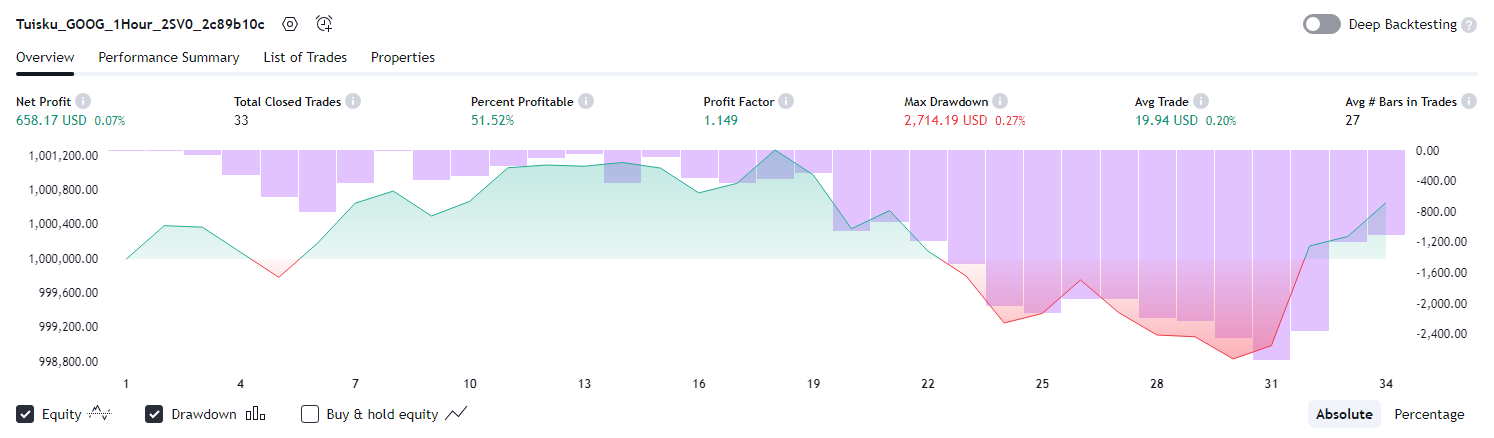 Tuisku_GOOG_1Hour_2SV0_2c89b10c Deep Backtesting ?
Overview Performance Summary List of Trades Properties
Net Profit Total Closed Trades Percent Profitable Profit Factor Max Drawdown Avg Trade Avg # Bars in Trades
658.17 USD 0.07% 33 51.52% 1.149 2,714.19 USD 0.27% 19.94 USD 0.20% 27
1,001,200.00 0.00
1,000,800.00 -400.00
1,000,400.00 -800.00
1,000,000.00 -1,200.00
999,600.00 -1,600.00
999,200.00 -2,000.00
998,800.00 -2,400.00
1 4 7 10 13 16 19 22 25 28 31 34
Equity Drawdown Buy & hold equity Absolute Percentage